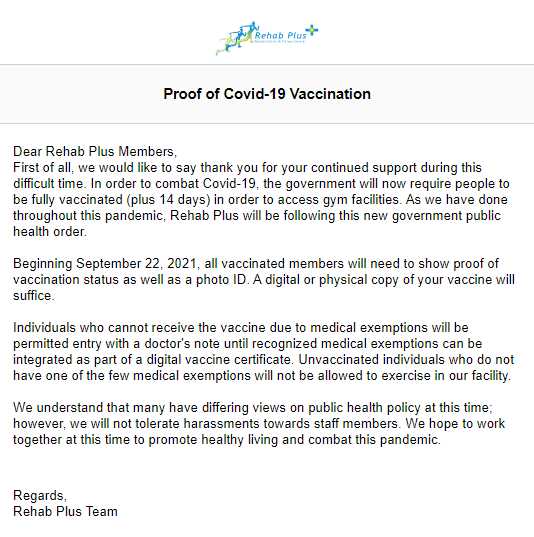 Rehab Plus
Proof of Covid-19 Vaccination
Dear Rehab Plus Members,
First of all, we would like to say thank you for your continued support during this
difficult time. In order to combat Covid-19, the government will now require people to
be fully vaccinated (plus 14 days) in order to access gym facilities. As we have done
throughout this pandemic, Rehab Plus will be following this new government public
health order.
Beginning September 22, 2021, all vaccinated members will need to show proof of
vaccination status as well as a photo ID. A digital or physical copy of your vaccine will
suffice.
Individuals who cannot receive the vaccine due to medical exemptions will be
permitted entry with a doctor's note until recognized medical exemptions can be
integrated as part of a digital vaccine certificate. Unvaccinated individuals who do not
have one of the few medical exemptions will not be allowed to exercise in our facility.
We understand that many have differing views on public health policy at this time;
however, we will not tolerate harassments towards staff members. We hope to work
together at this time to promote healthy living and combat this pandemic.
Regards,
Rehab Plus Team